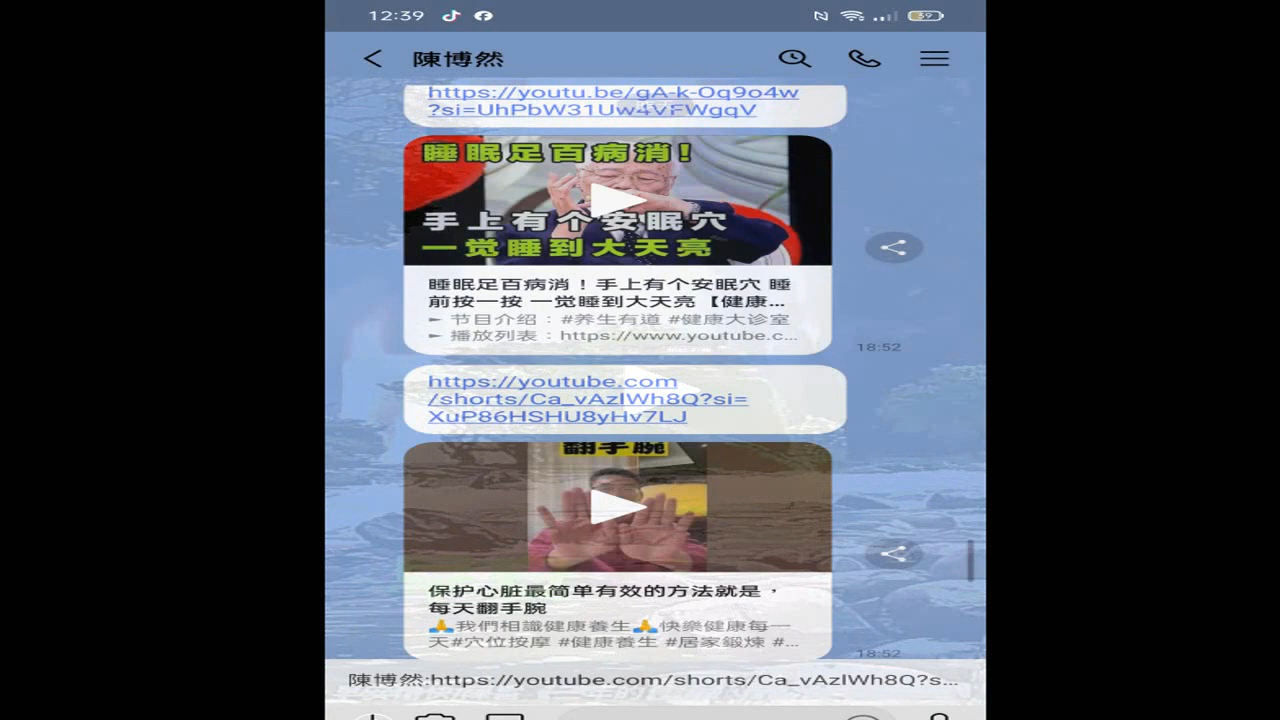 12:39
39
陳博然
https://youtu.be/gA-k-Oq9o4w
?si=UhPbW31Uw4VFWgqV
睡眠足百病消!
手上有个安眠穴
一觉睡到大天亮
睡眠足百病消！手上有个安眠穴 睡
前按一按 一觉睡到大天亮【健康...
► 节目介绍：#养生有道 #健康大诊室
► 播放列表：https://www.youtube.c...
18:52
https://youtube.com
/shorts/Ca_vAzlWh8Q?si=
XuP86HSHU8yHv7LJ
翻手腕
保护心脏最简单有效的方法就是，
每天翻手腕
🙏我們相識健康養生🙏快樂健康每一
天#穴位按摩 #健康養生 #居家鍛煉 #...
18:52
陳博然:https://youtube.com/shorts/Ca_vAzlWh8Q?s...